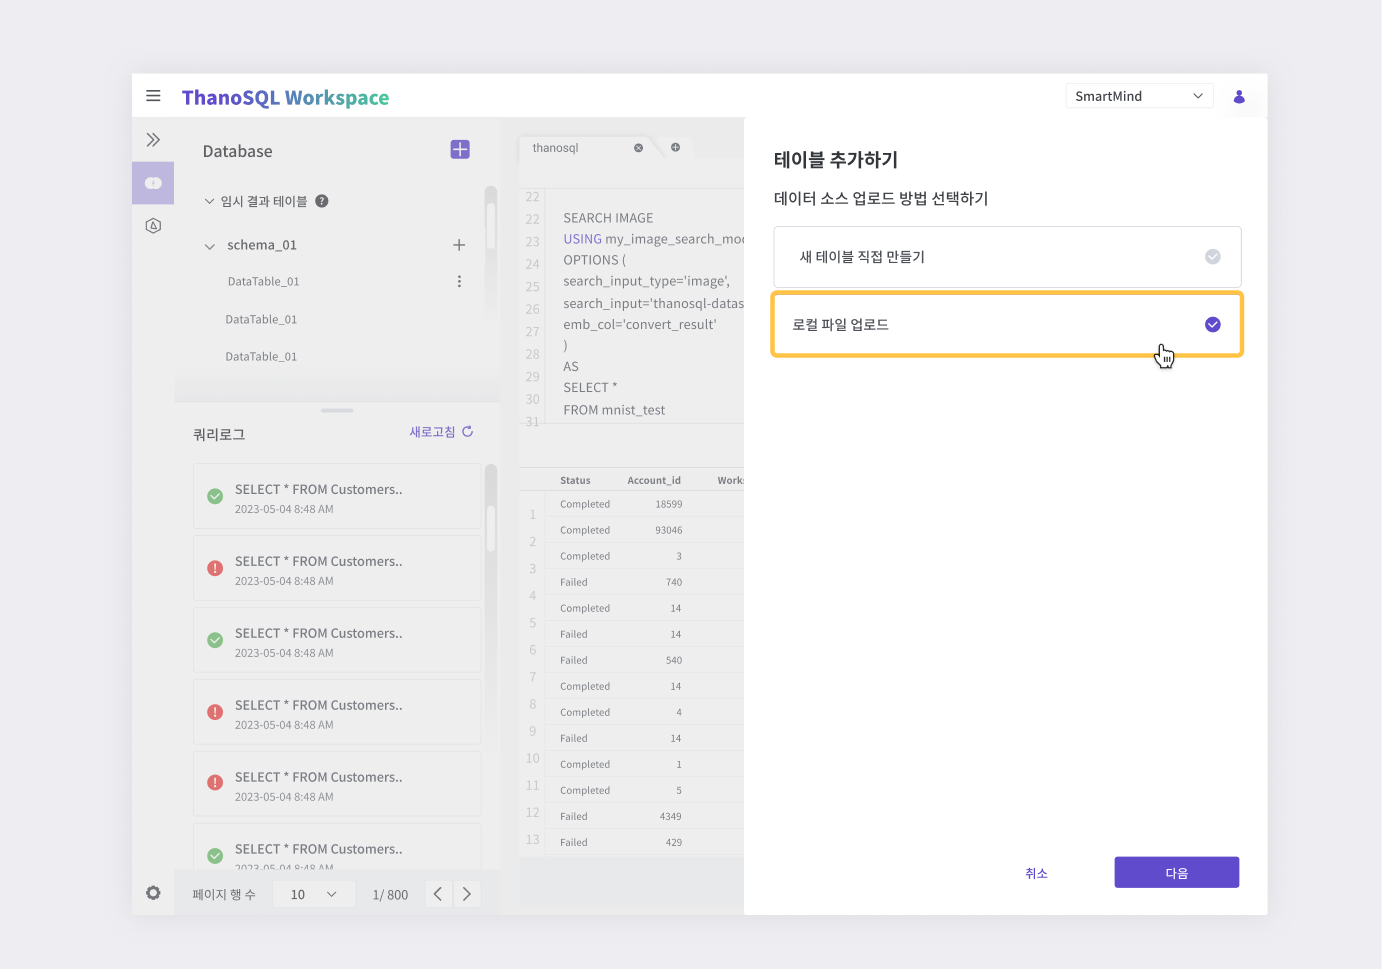 ThanoSQL Workspace
SmartMind
Database
임시 결과 테이블 ?
schema_01
DataTable_01
DataTable_01
DataTable_01
쿼리로그
새로고침
SELECT * FROM Customers..
2023-05-04 8:48 AM
SELECT * FROM Customers..
2023-05-04 8:48 AM
SELECT * FROM Customers..
2023-05-04 8:48 AM
SELECT * FROM Customers..
2023-05-04 8:48 AM
SELECT * FROM Customers..
2023-05-04 8:48 AM
SELECT * FROM Customers..
2023-05-04 8:48 AM
페이지 행 수
10
1/ 800
thanosql
22
22
23
24
25
26
27
28
29
30
31
SEARCH IMAGE
USING my_image_search_mod
OPTIONS (
search_input_type='image',
search_input='thanosql-datas
emb_col='convert_result'
)
AS
SELECT *
FROM mnist_test
Status Account_id Works
Completed 18599
1
Completed 93046
2
Completed 3
3
Failed 740
4
Completed 14
5
Failed 14
6
Failed 540
7
Completed 14
8
Completed 4
9
Failed 14
10
Completed 1
11
Completed 5
12
Failed 4349
13
Failed 429
테이블 추가하기
데이터 소스 업로드 방법 선택하기
새 테이블 직접 만들기
로컬 파일 업로드
취소
다음